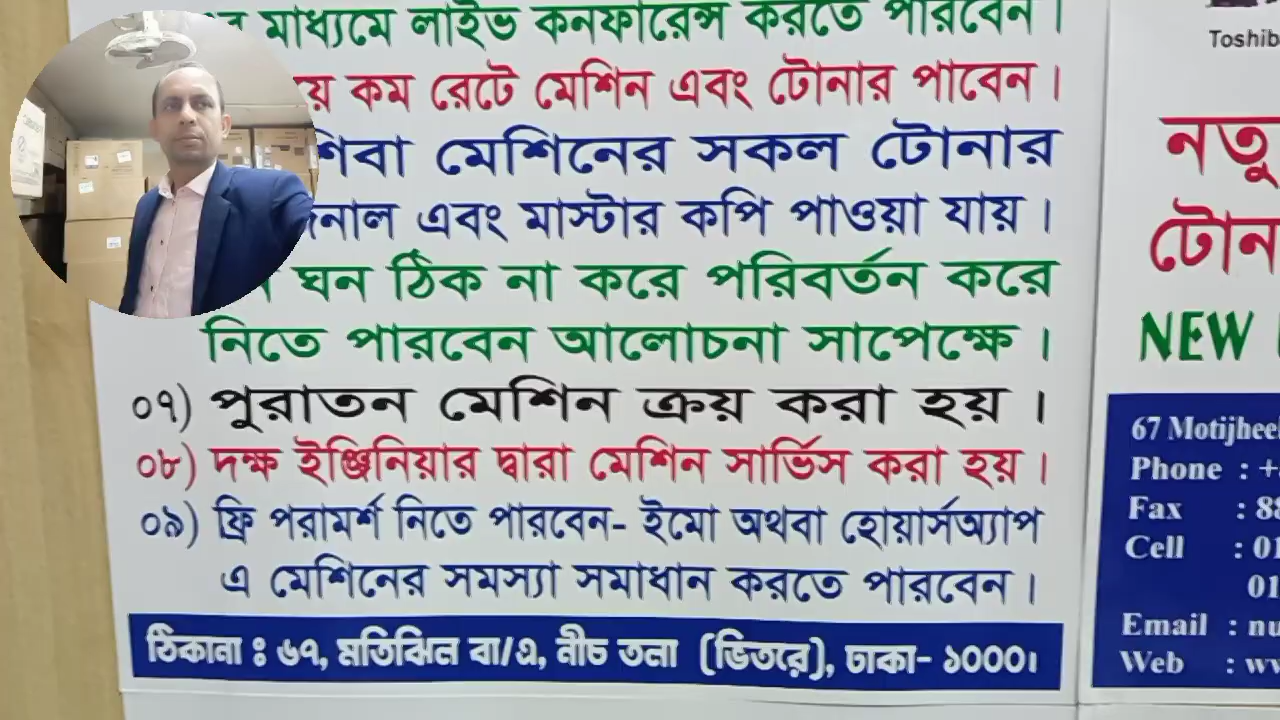 মাধ্যমে লাইভ কনফারেন্স করতে পারবেন।
কম রেটে মেশিন এবং টোনার পাবেন।
মেশিনের সকল টোনার
এবং মাস্টার কপি পাওয়া যায়।
ঘন ঠিক না করে পরিবর্তন করে
নিতে পারবেন আলোচনা সাপেক্ষে।
০৭) পুরাতন মেশিন ক্রয় করা হয়।
০৮) দক্ষ ইঞ্জিনিয়ার দ্বারা মেশিন সার্ভিস করা হয়।
০৯) ফ্রি পরামর্শ নিতে পারবেন- ইমো অথবা হোয়ার্সঅ্যাপ
এ মেশিনের সমস্যা সমাধান করতে পারবেন।
ঠিকানা : ৬৭, মতিঝিল বা/এ, নীচ তলা (ভিতরে), ঢাকা- ১০০০।
Toshib
নতু
টোন
NEW
67 Motijhee
Phone : +
Fax : 88
Cell : 01
01
Email : nu
Web : ww